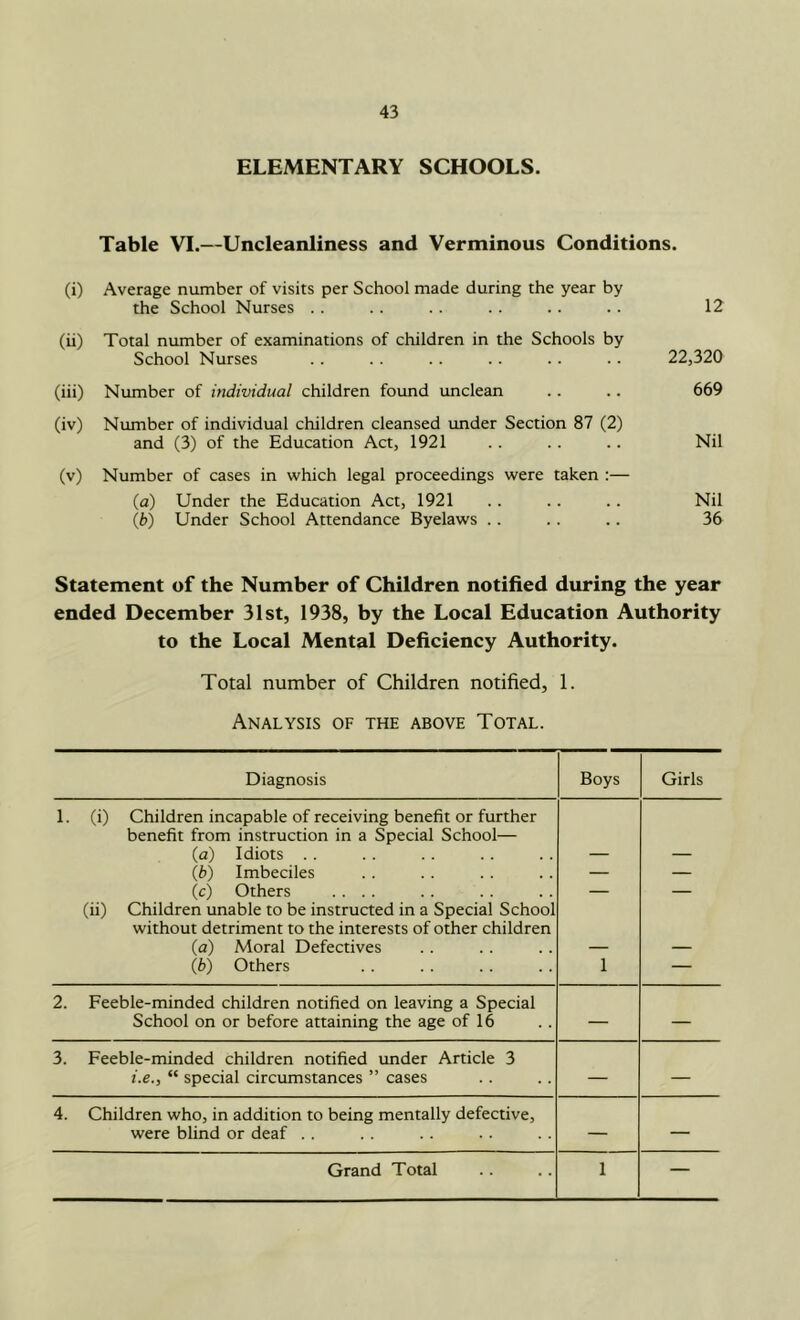 43
ELEMENTARY SCHOOLS.
Table VI.—Uncleanliness and Verminous Conditions.
(i) Average number of visits per School made during the year by
the School Nurses . . . . . . . . . . . . 12
(ii) Total number of examinations of children in the Schools by
School Nurses . . . . . . . . . . . . 22,320
(iii) Number of individual children found unclean . . . . 669
(iv) Number of individual children cleansed under Section 87 (2)
and (3) of the Education Act, 1921 . . . . . . Nil
(v) Number of cases in which legal proceedings were taken :—
(a) Under the Education Act, 1921 . . . . . . Nil
(b) Under School Attendance Byelaws . . . . . . 36
Statement of the Number of Children notified during the year
ended December 31st, 1938, by the Local Education Authority
to the Local Mental Deficiency Authority.
Total number of Children notified, 1.
Analysis of the above Total.
Diagnosis Boys Girls
1. (i) Children incapable of receiving benefit or further
benefit from instruction in a Special School—
(a) Idiots . . . . . . . . . . — —
(b) Imbeciles . . . . . . . . — —
(c) Others . . . . . . . . . . — —
(ii) Children unable to be instructed in a Special School
without detriment to the interests of other children
(a) Moral Defectives . . . . . . — —
(b) Others . . . . . . . . 1 —
2. Feeble-minded children notified on leaving a Special
School on or before attaining the age of 16 . . — —
3. Feeble-minded children notified under Article 3
i.e., “ special circumstances ” cases . . . . — —
4. Children who, in addition to being mentally defective,
were blind or deaf . . . . . . . . . . — —
Grand Total . . . . 1 —